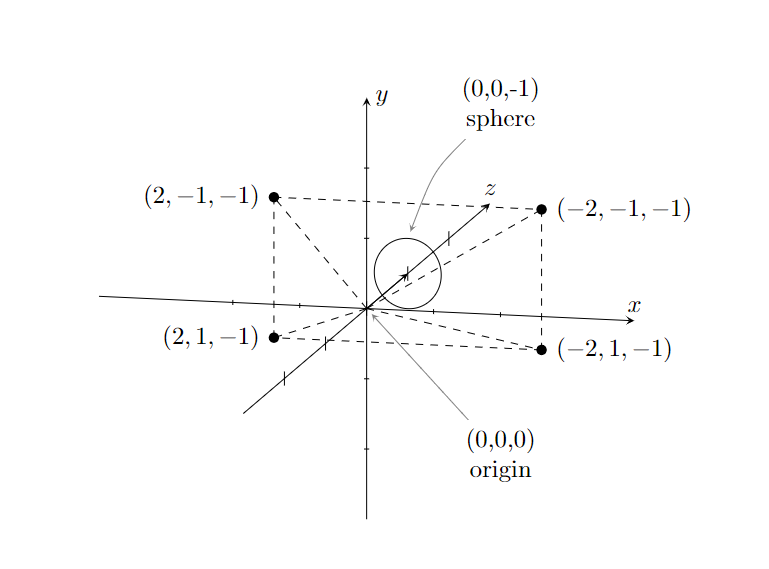 (0,0,-1)
sphere
y
z
(2, −1, −1)
(−2, −1, −1)
x
(2, 1, −1)
(−2, 1, −1)
(0,0,0)
origin